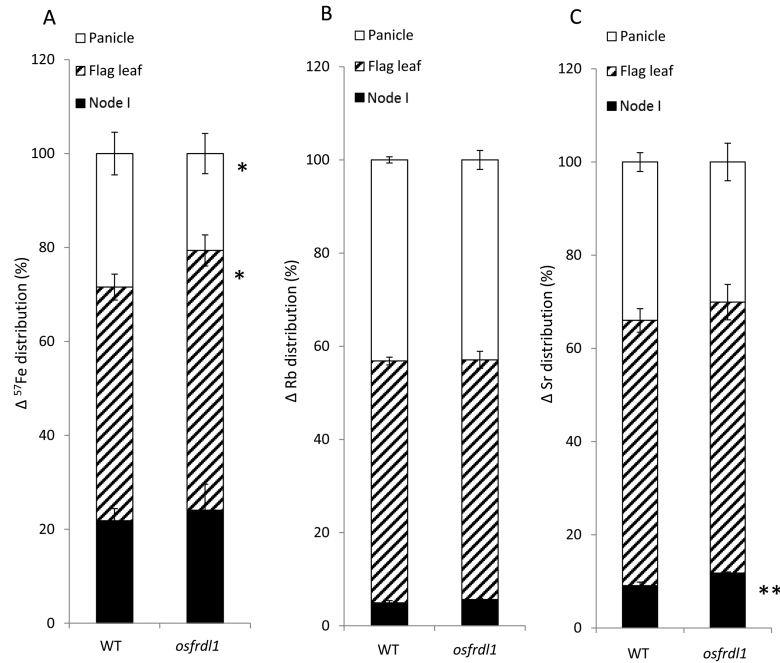 A
Panicle
Flag leaf
Node I
120
100
80
60
40
20
0
Δ ⁵⁷Fe distribution (%)
*
*
WT
osfrdl1
B
Panicle
Flag leaf
Node I
120
100
80
60
40
20
0
Δ Rb distribution (%)
WT
osfrdl1
C
Panicle
Flag leaf
Node I
120
100
80
60
40
20
0
Δ Sr distribution (%)
**
WT
osfrdl1